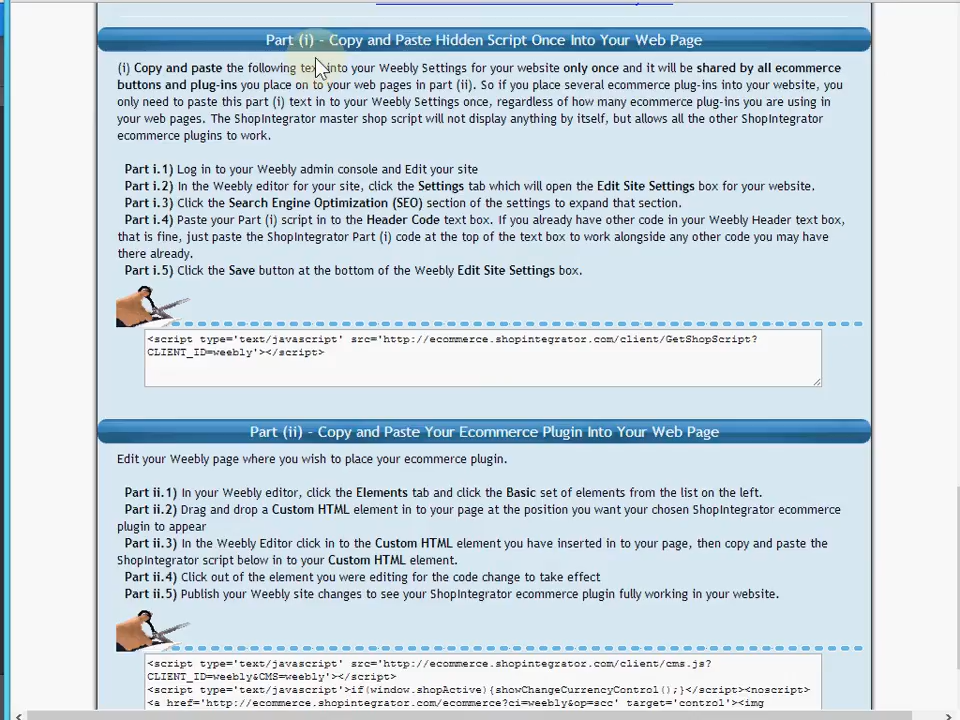 Part (i) - Copy and Paste Hidden Script Once Into Your Web Page
(i) Copy and paste the following text into your Weebly Settings for your website only once and it will be shared by all ecommerce
buttons and plug-ins you place on to your web pages in part (ii). So if you place several ecommerce plug-ins into your website, you
only need to paste this part (i) text in to your Weebly Settings once, regardless of how many ecommerce plug-ins you are using in
your web pages. The ShopIntegrator master shop script will not display anything by itself, but allows all the other ShopIntegrator
ecommerce plugins to work.
Part i.1) Log in to your Weebly admin console and Edit your site
Part i.2) In the Weebly editor for your site, click the Settings tab which will open the Edit Site Settings box for your website.
Part i.3) Click the Search Engine Optimization (SEO) section of the settings to expand that section.
Part i.4) Paste your Part (i) script in to the Header Code text box. If you already have other code in your Weebly Header text box,
that is fine, just paste the ShopIntegrator Part (i) code at the top of the text box to work alongside any other code you may have
there already.
Part i.5) Click the Save button at the bottom of the Weebly Edit Site Settings box.
<script type='text/javascript' src='http://ecommerce.shopintegrator.com/client/GetShopScript?
CLIENT_ID=weebly'></script>
Part (ii) - Copy and Paste Your Ecommerce Plugin Into Your Web Page
Edit your Weebly page where you wish to place your ecommerce plugin.
Part ii.1) In your Weebly editor, click the Elements tab and click the Basic set of elements from the list on the left.
Part ii.2) Drag and drop a Custom HTML element in to your page at the position you want your chosen ShopIntegrator ecommerce
plugin to appear
Part ii.3) In the Weebly Editor click in to the Custom HTML element you have inserted in to your page, then copy and paste the
ShopIntegrator script below in to your Custom HTML element.
Part ii.4) Click out of the element you were editing for the code change to take effect
Part ii.5) Publish your Weebly site changes to see your ShopIntegrator ecommerce plugin fully working in your website.
<script type='text/javascript' src='http://ecommerce.shopintegrator.com/client/cms.js?
CLIENT_ID=weebly&CMS=weebly'></script>
<script type='text/javascript'>if(window.shopActive){showChangeCurrencyControl();}</script><noscript>
<a href='http://ecommerce.shopintegrator.com/ecommerce?ci=weebly&op=scc' target='control'><img